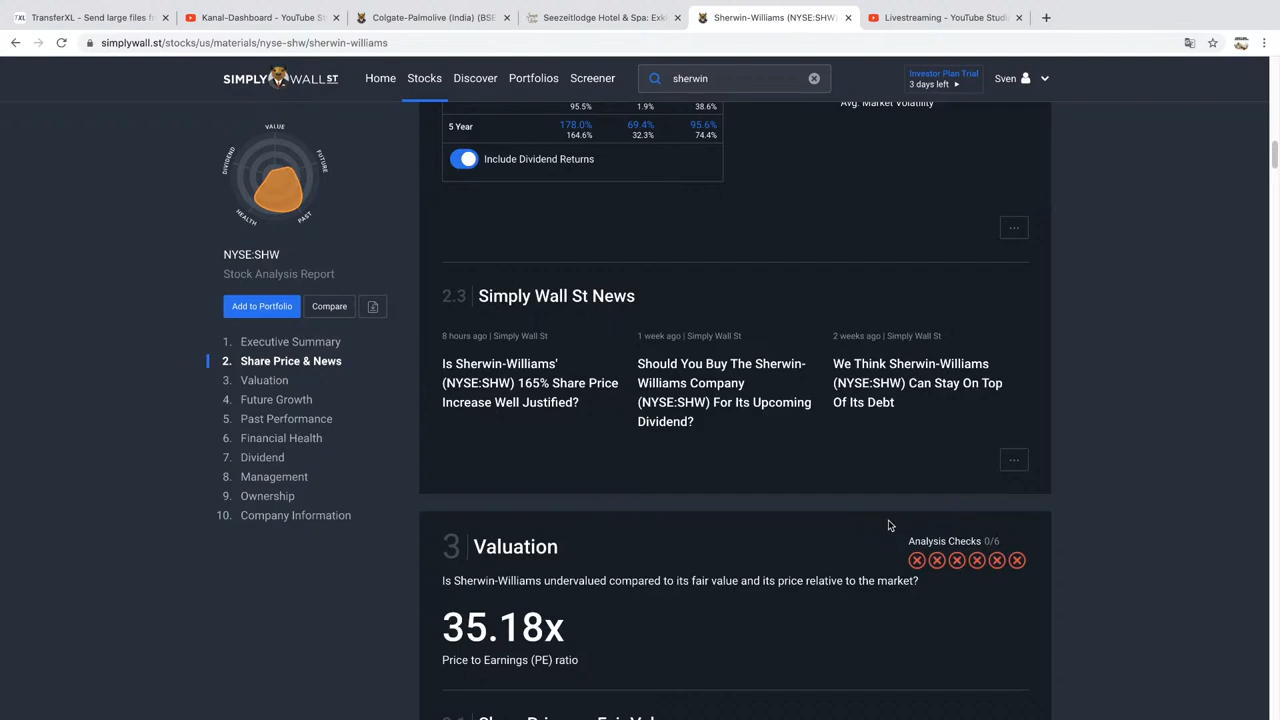 TransferXL - Send large files f
Kanal-Dashboard - YouTube S
Colgate-Palmolive (India) (BSE
Seezeitlodge Hotel & Spa: Exk
Sherwin-Williams (NYSE:SHW)
Livestreaming - YouTube Studi
simplywall.st/stocks/us/materials/nyse-shw/sherwin-williams
SIMPLY WALL ST
Home
Stocks
Discover
Portfolios
Screener
sherwin
Investor Plan Trial
3 days left
Sven
95.5% 1.9% 38.6%
Avg. Market Volatility
5 Year 178.0% 69.4% 95.6%
164.6% 32.3% 74.4%
Include Dividend Returns
VALUE
FUTURE
PAST
HEALTH
DIVIDEND
NYSE:SHW
Stock Analysis Report
Add to Portfolio
Compare
1. Executive Summary
2. Share Price & News
3. Valuation
4. Future Growth
5. Past Performance
6. Financial Health
7. Dividend
8. Management
9. Ownership
10. Company Information
...
2.3 Simply Wall St News
8 hours ago | Simply Wall St
Is Sherwin-Williams'
(NYSE:SHW) 165% Share Price
Increase Well Justified?
1 week ago | Simply Wall St
Should You Buy The Sherwin-
Williams Company
(NYSE:SHW) For Its Upcoming
Dividend?
2 weeks ago | Simply Wall St
We Think Sherwin-Williams
(NYSE:SHW) Can Stay On Top
Of Its Debt
...
3 Valuation
Analysis Checks 0/6
Is Sherwin-Williams undervalued compared to its fair value and its price relative to the market?
35.18x
Price to Earnings (PE) ratio